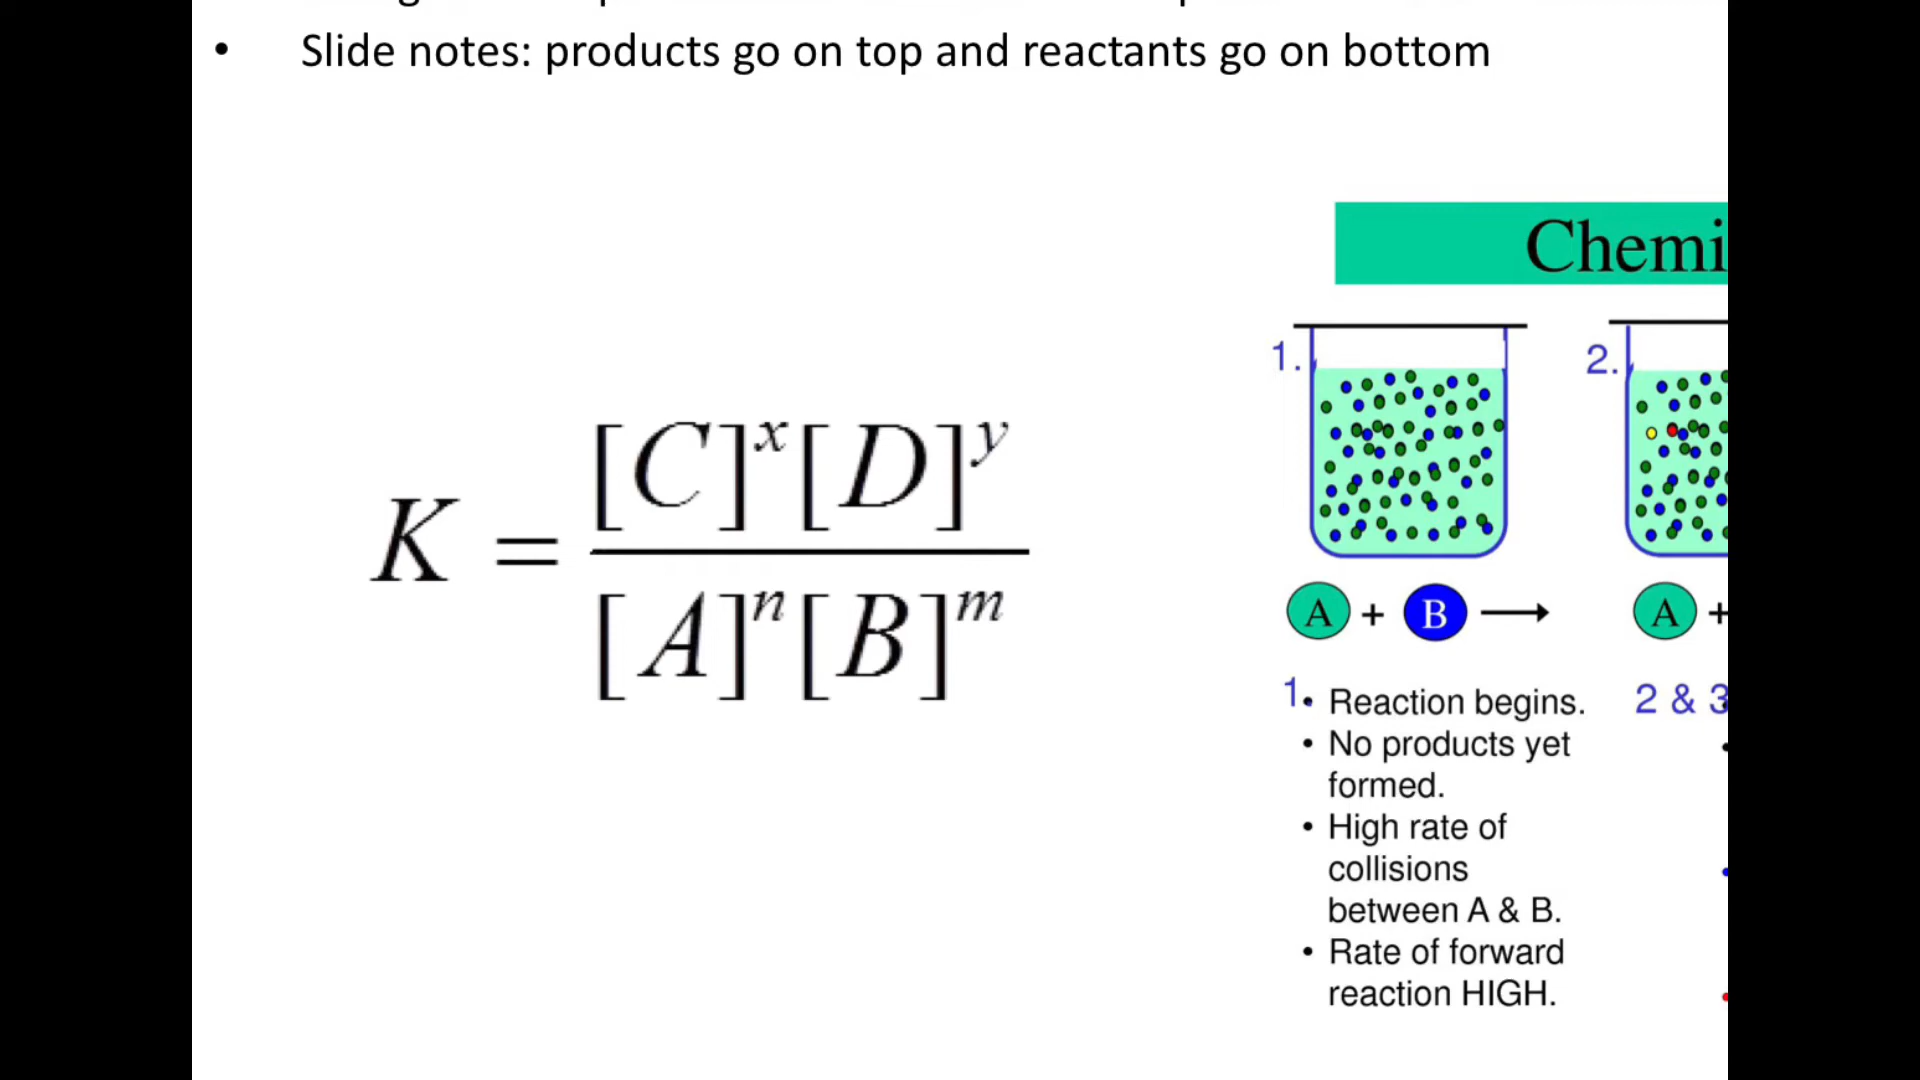 • Slide notes: products go on top and reactants go on bottom
Chemi
K = [C]^x[D]^y / [A]^n[B]^m
1.
2.
A + B → A +
1.
• Reaction begins.
• No products yet
formed.
• High rate of
collisions
between A & B.
• Rate of forward
reaction HIGH.
2 & 3